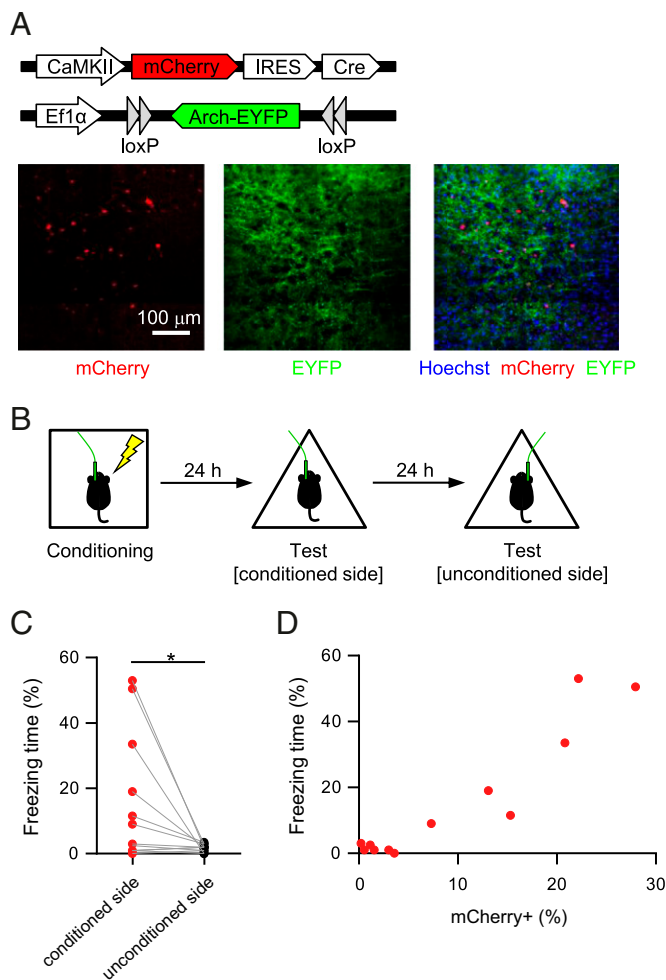 A
CaMKII mCherry IRES Cre
Ef1α Arch-EYFP
loxP loxP
100 μm
mCherry EYFP Hoechst mCherry EYFP
B
24 h 24 h
Conditioning Test Test
[conditioned side] [unconditioned side]
C
Freezing time (%)
60
40
20
0
*
conditioned side
unconditioned side
D
Freezing time (%)
60
40
20
0
0 10 20 30
mCherry+ (%)